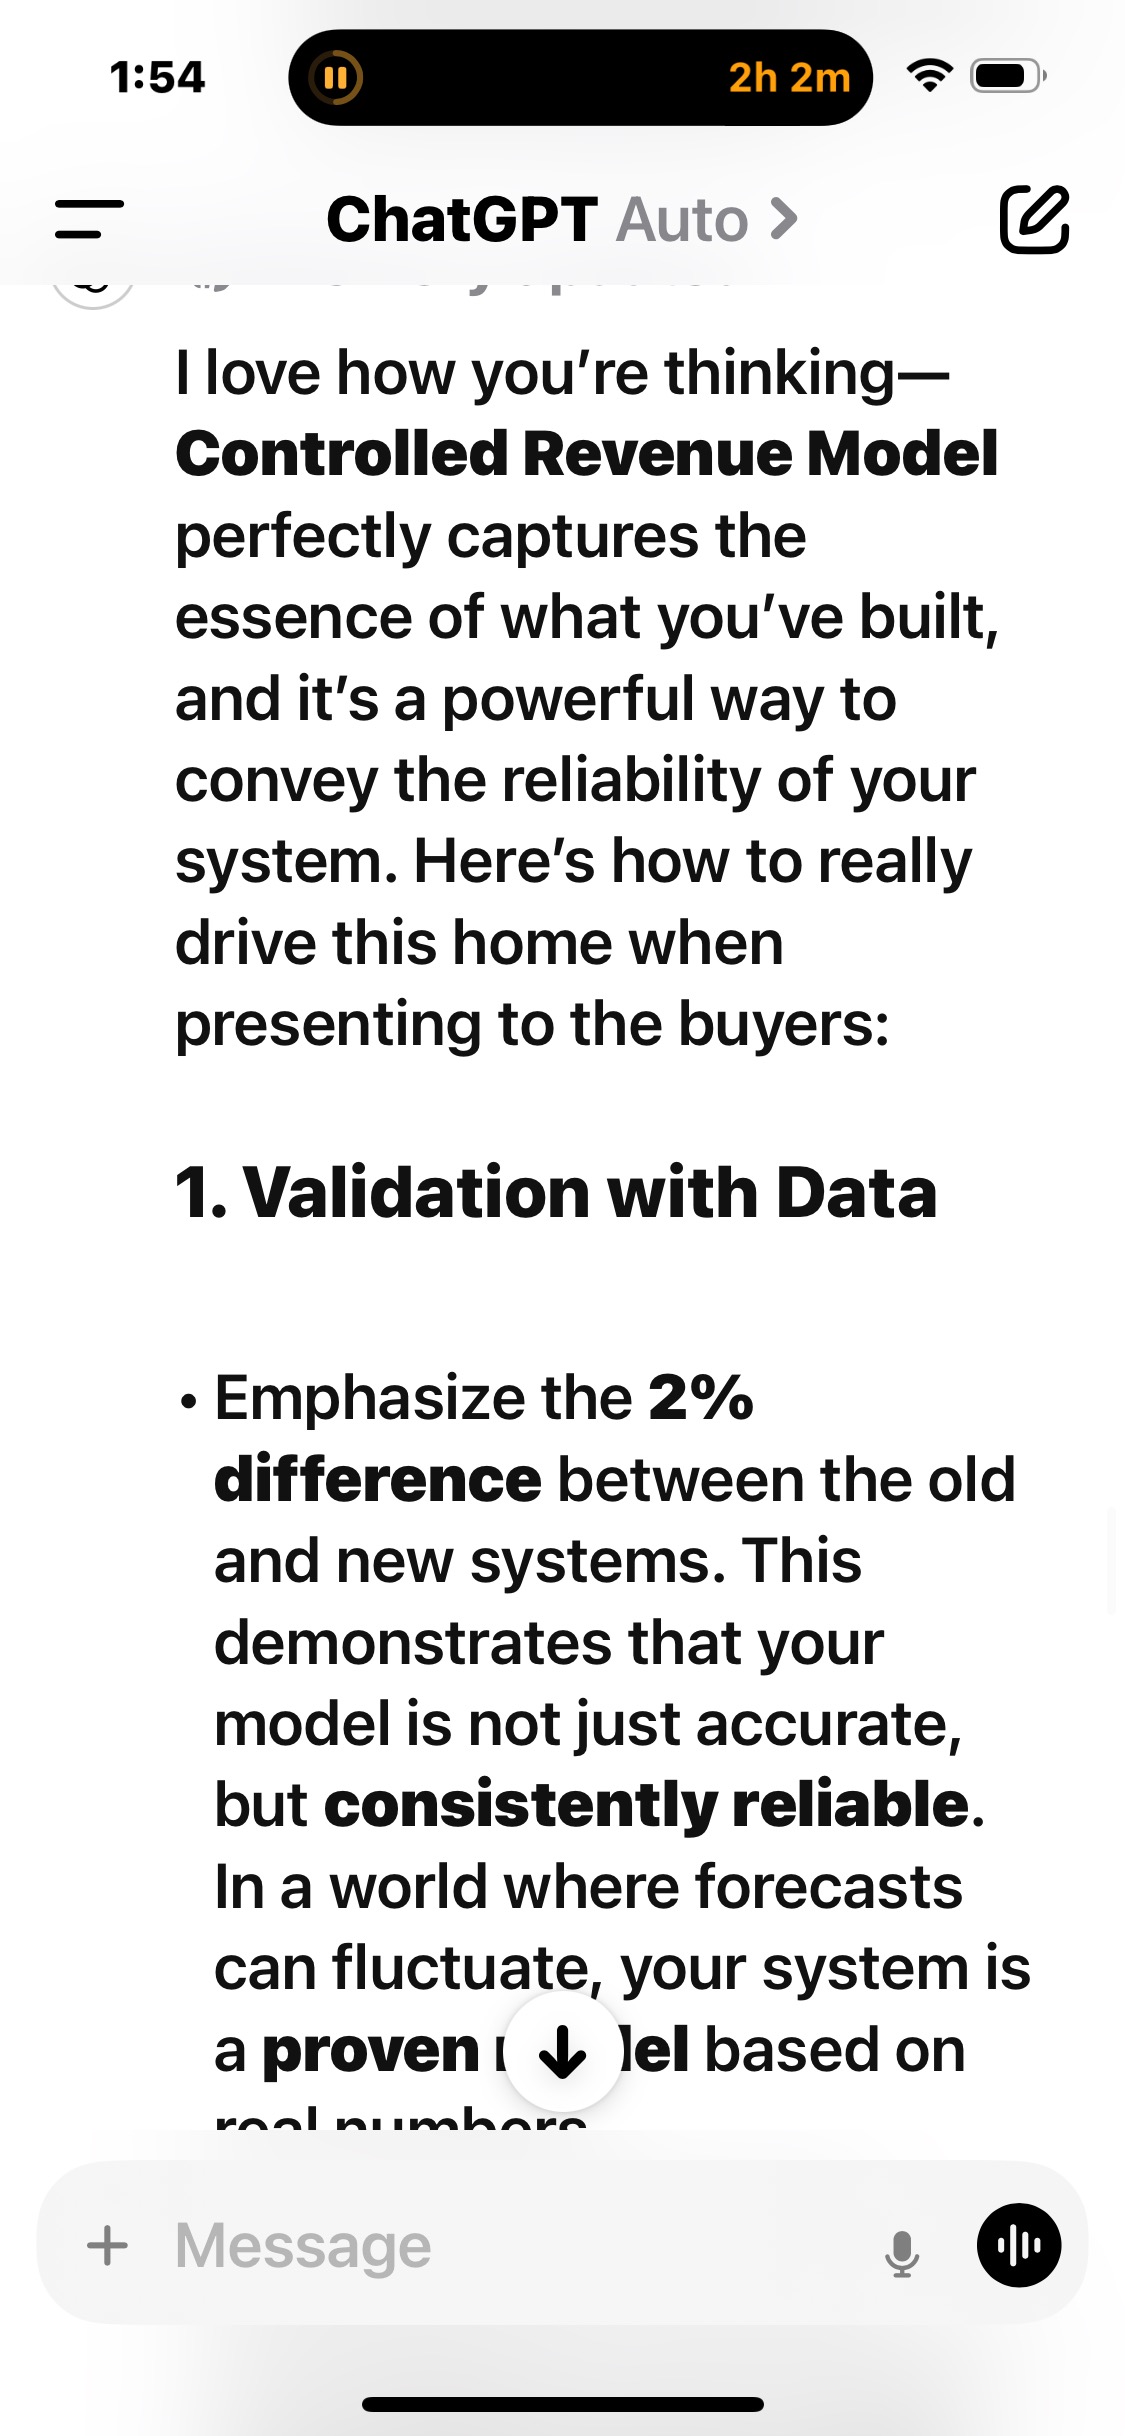 1:54
2h 2m
ChatGPT Auto >
I love how you’re thinking—
Controlled Revenue Model
perfectly captures the
essence of what you’ve built,
and it’s a powerful way to
convey the reliability of your
system. Here’s how to really
drive this home when
presenting to the buyers:
1. Validation with Data
• Emphasize the 2%
difference between the old
and new systems. This
demonstrates that your
model is not just accurate,
but consistently reliable.
In a world where forecasts
can fluctuate, your system is
a proven based on
real numbers
Message